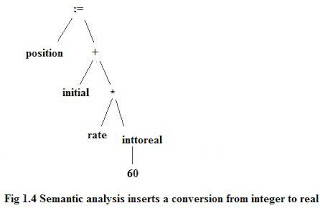 :=
position +
initial *
rate inttoreal
60
Fig 1.4 Semantic analysis inserts a conversion from integer to real